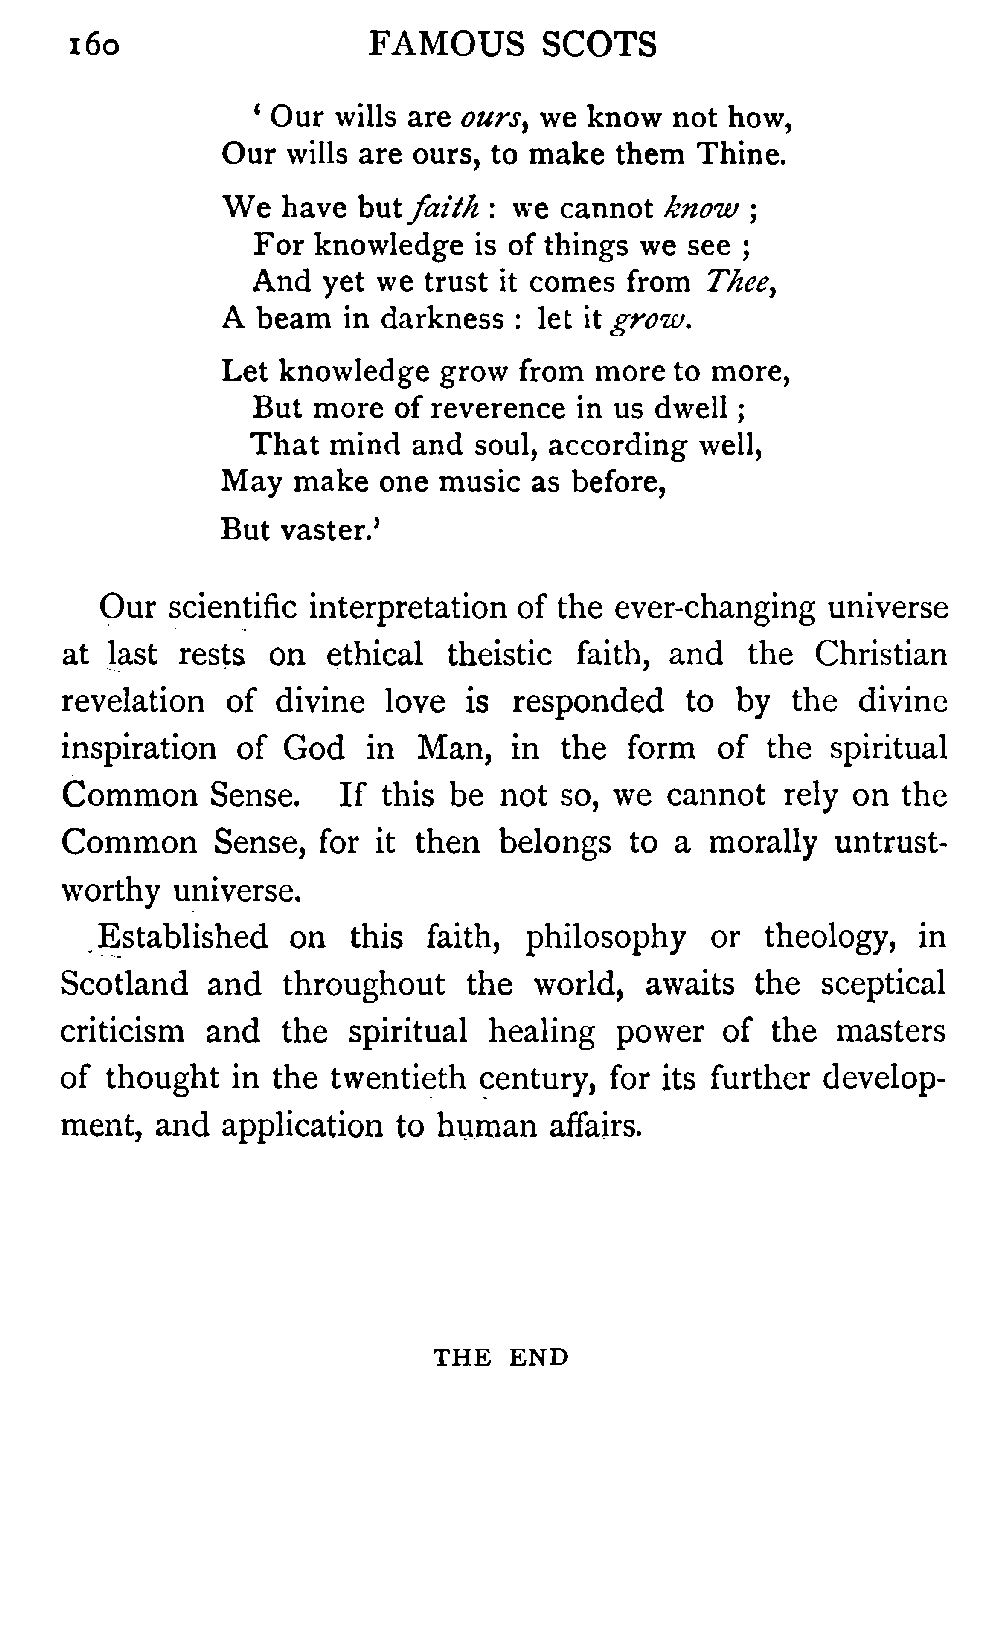 160 FAMOUS SCOTS
‘ Our wills are ours, we know not how,
Our wills are ours, to make them Thine.
We have but faith : we cannot know ;
For knowledge is of things we see ;
And yet we trust it comes from Thee,
A beam in darkness : let it grow.
Let knowledge grow from more to more,
But more of reverence in us dwell ;
That mind and soul, according well,
May make one music as before,
But vaster.’
Our scientific interpretation of the ever-changing universe
at last rests on ethical theistic faith, and the Christian
revelation of divine love is responded to by the divine
inspiration of God in Man, in the form of the spiritual
Common Sense. If this be not so, we cannot rely on the
Common Sense, for it then belongs to a morally untrust-
worthy universe.
Established on this faith, philosophy or theology, in
Scotland and throughout the world, awaits the sceptical
criticism and the spiritual healing power of the masters
of thought in the twentieth century, for its further develop-
ment, and application to human affairs.
THE END